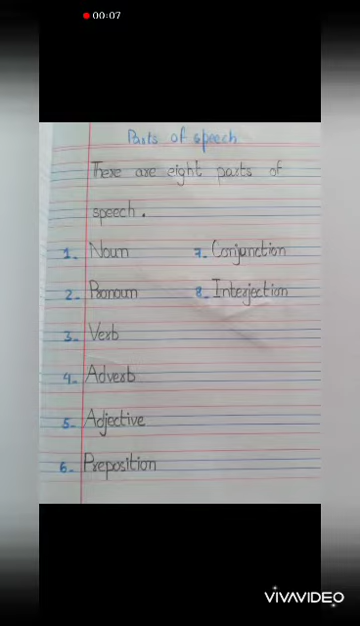 00:07
Parts of speech
There are eight parts of
speech.
1. Noun
2. Pronoun
3. Verb
4. Adverb
5. Adjective
6. Preposition
7. Conjunction
8. Interjection
VIVAVIDEO